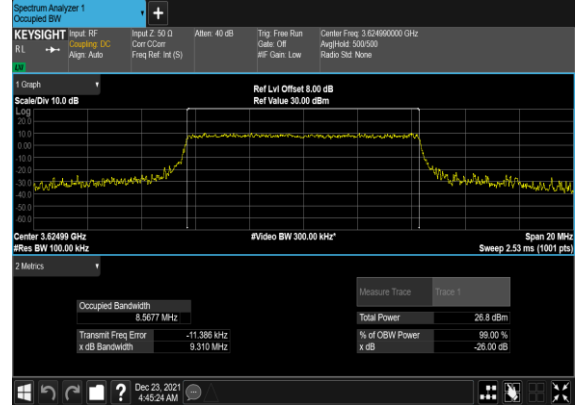 Spectrum Analyzer 1
Occupied BW
+
KEYSIGHT Input: RF Input Z: 50 Ω Atten: 40 dB Trig: Free Run Center Freq: 3.624990000 GHz
RL Coupling: DC Corr CCorr Gate: Off Avg|Hold: 500/500
Align: Auto Freq Ref: Int (S) #IF Gain: Low Radio Std: None
LXI
1 Graph
Ref Lvl Offset 8.00 dB
Scale/Div 10.0 dB Ref Value 30.00 dBm
Log
20.0
10.0
0.00
-10.0
-20.0
-30.0
-40.0
-50.0
-60.0
Center 3.62499 GHz #Video BW 300.00 kHz* Span 20 MHz
#Res BW 100.00 kHz Sweep 2.53 ms (1001 pts)
2 Metrics
Measure Trace Trace 1
Occupied Bandwidth
8.5677 MHz Total Power 26.8 dBm
Transmit Freq Error -11.386 kHz % of OBW Power 99.00 %
x dB Bandwidth 9.310 MHz x dB -26.00 dB
? Dec 23, 2021
4:45:24 AM